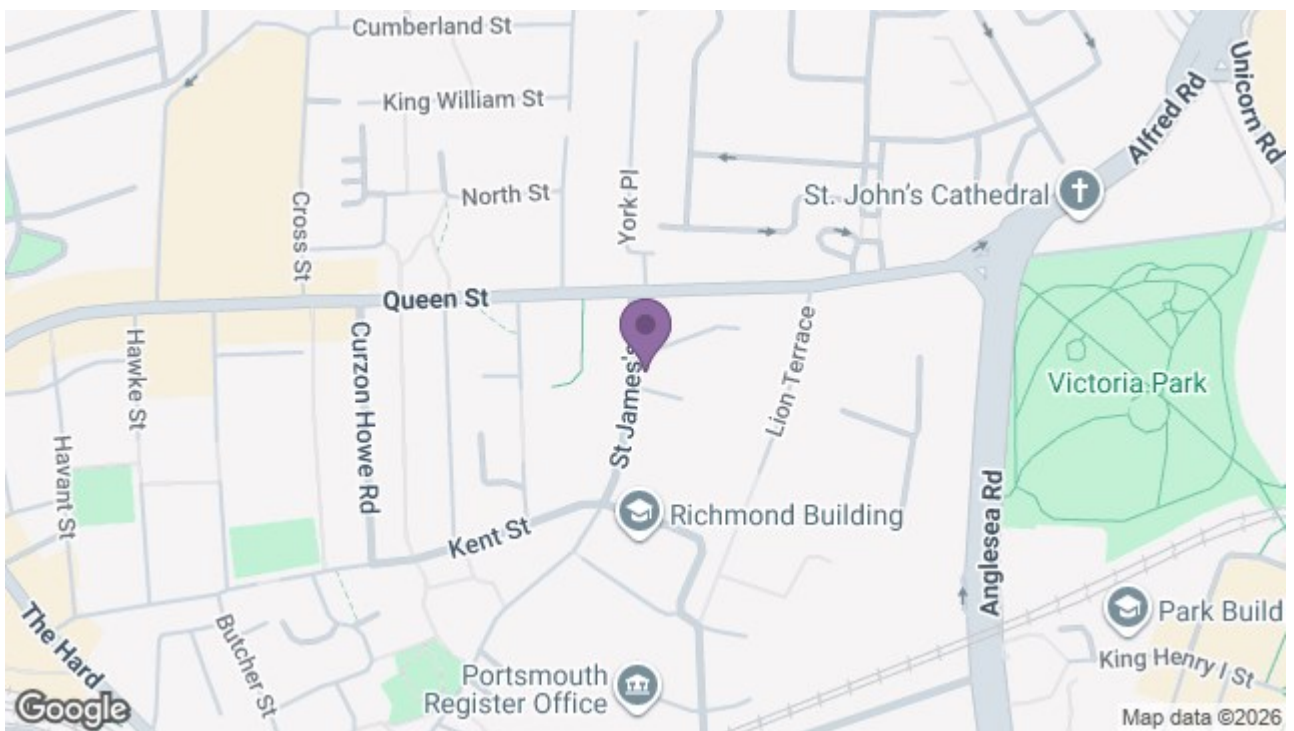 Cumberland St
King William St
North St
Cross St
York Pl
St. John's Cathedral
Alfred Rd
Unicorn Rd
Queen St
Hawke St
Curzon Howe Rd
St James's
Lion Terrace
Victoria Park
Havant St
Richmond Building
Kent St
Anglesea Rd
The Hard
Butcher St
Portsmouth
Register Office
Park Build
King Henry I St
Google
Map data ©2026